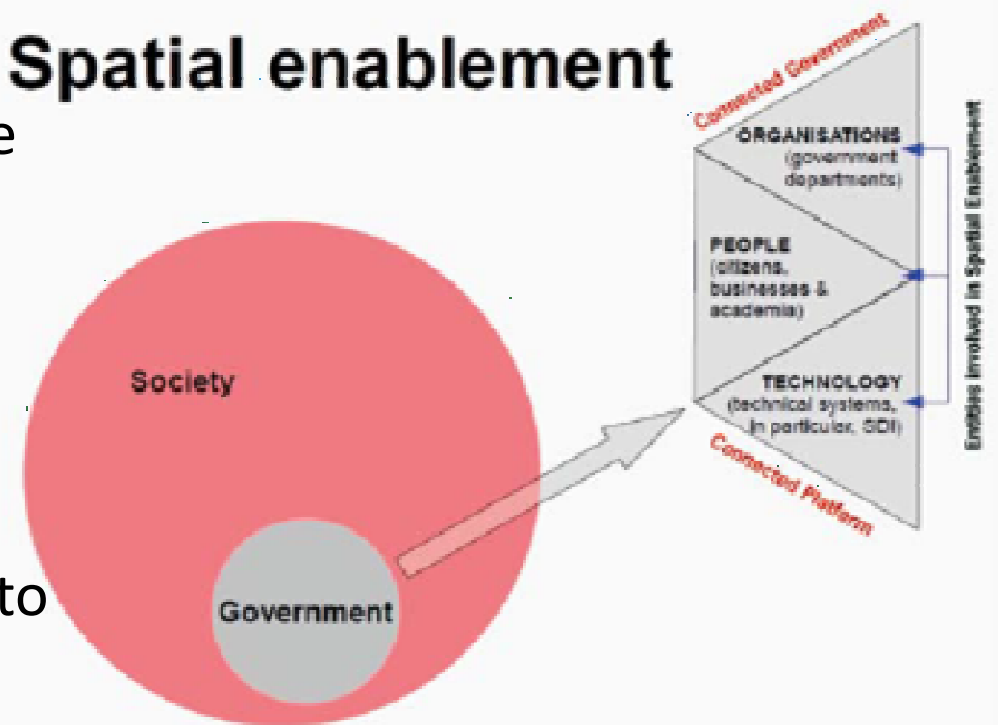 Spatial enablement
e
Connected Government
ORGANISATIONS
(government
departments)
PEOPLE
(citizens,
businesses &
academia)
TECHNOLOGY
(technical systems,
in particular, SDI)
Connected Platform
Entities involved in Spatial Enablement
Society
to
Government